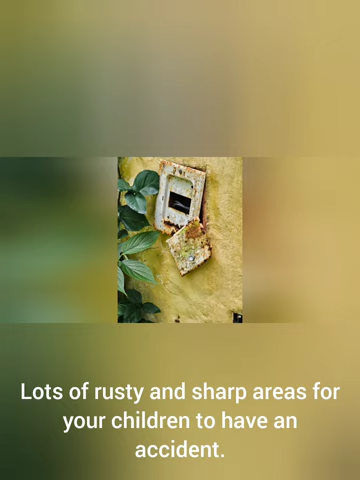 Lots of rusty and sharp areas for
your children to have an
accident.